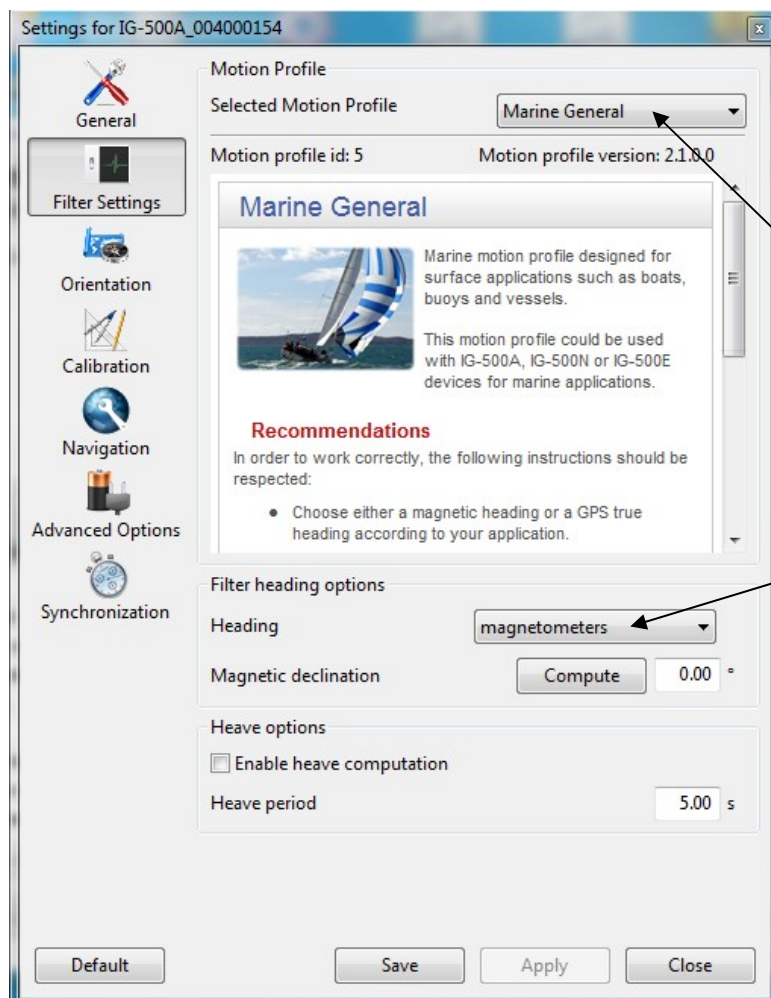 Settings for IG-500A_004000154
General
Filter Settings
Orientation
Calibration
Navigation
Advanced Options
Synchronization
Motion Profile
Selected Motion Profile Marine General
Motion profile id: 5 Motion profile version: 2.1.0.0
Marine General
Marine motion profile designed for
surface applications such as boats,
buoys and vessels.
This motion profile could be used
with IG-500A, IG-500N or IG-500E
devices for marine applications.
Recommendations
In order to work correctly, the following instructions should be
respected:
• Choose either a magnetic heading or a GPS true
heading according to your application.
Filter heading options
Heading magnetometers
Magnetic declination Compute 0.00 °
Heave options
Enable heave computation
Heave period 5.00 s
Default Save Apply Close